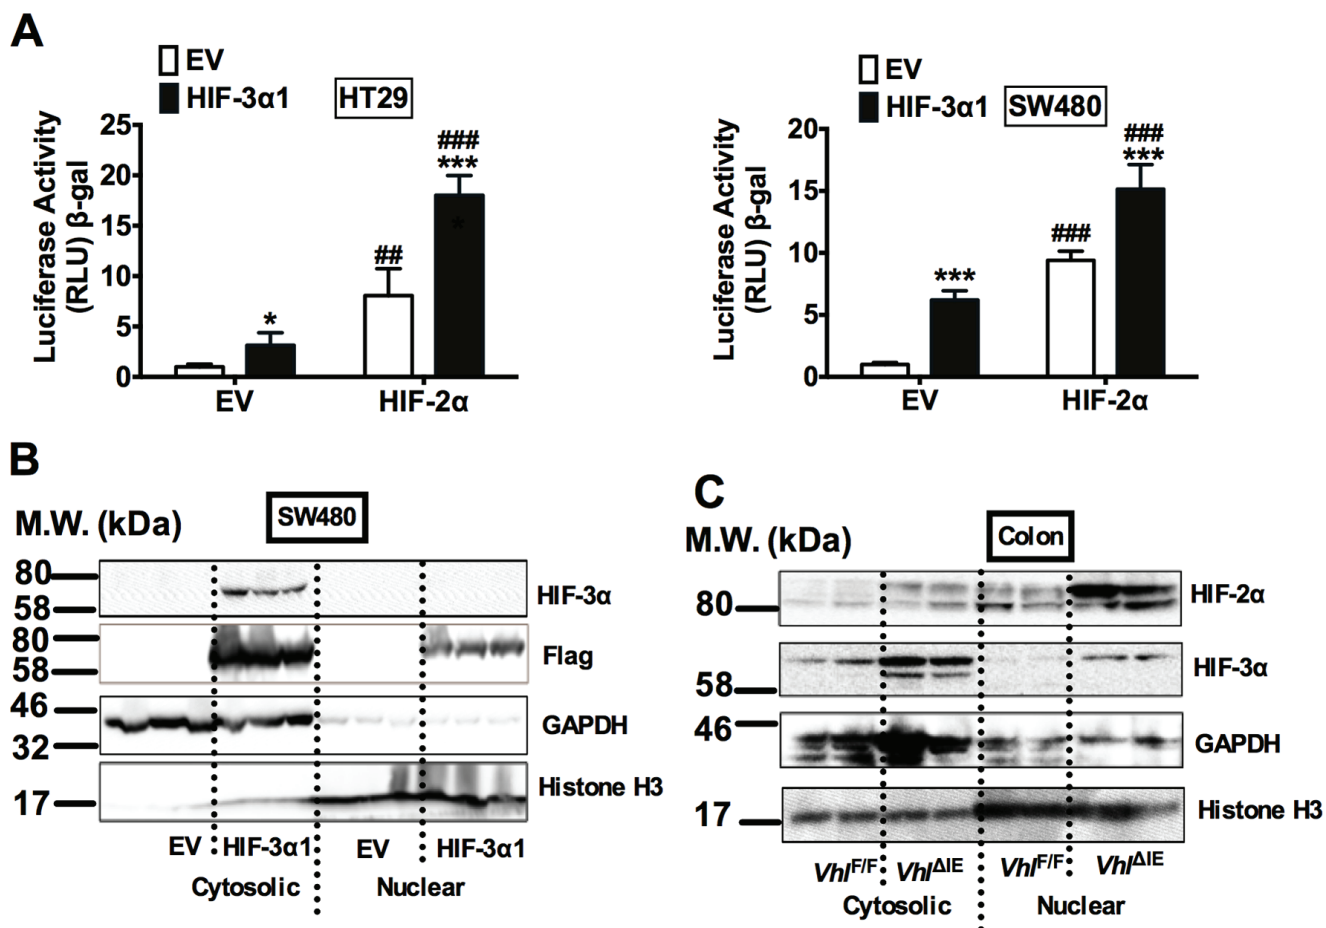 A
EV
HIF-3α1
HT29
Luciferase Activity
(RLU) β-gal
25
20
15
10
5
0
*
##
###
***
*
EV
HIF-2α
EV
HIF-3α1
SW480
Luciferase Activity
(RLU) β-gal
20
15
10
5
0
***
###
###
***
EV
HIF-2α
B
SW480
M.W. (kDa)
80
58
HIF-3α
80
58
Flag
46
32
GAPDH
17
Histone H3
EV HIF-3α1 EV HIF-3α1
Cytosolic Nuclear
C
Colon
M.W. (kDa)
80
HIF-2α
58
HIF-3α
46
GAPDH
17
Histone H3
Vhl^F/F Vhl^ΔIE Vhl^F/F Vhl^ΔIE
Cytosolic Nuclear